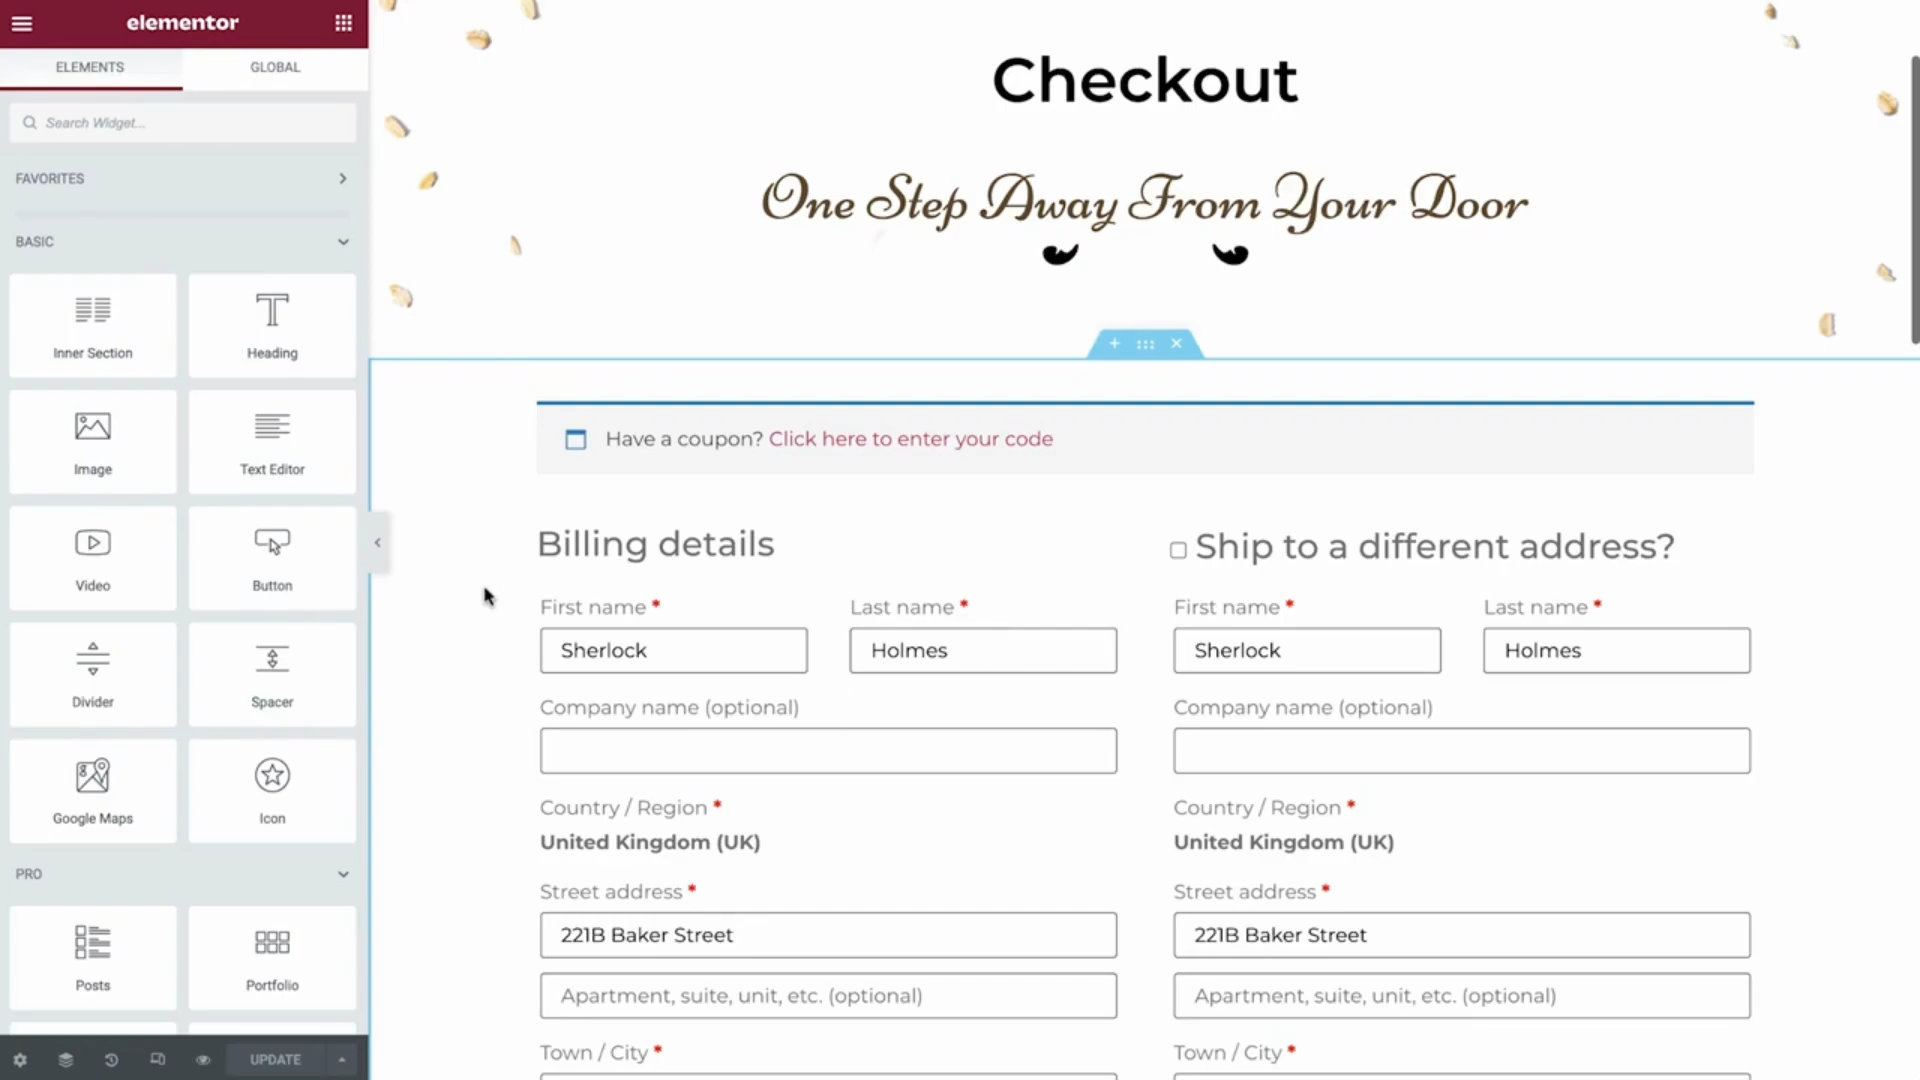 elementor
ELEMENTS
GLOBAL
Search Widget...
FAVORITES
BASIC
Inner Section
Heading
Image
Text Editor
Video
Button
Divider
Spacer
Google Maps
Icon
PRO
Posts
Portfolio
UPDATE
Checkout
One Step Away From Your Door
Have a coupon? Click here to enter your code
Billing details
First name *
Last name *
Sherlock
Holmes
Company name (optional)
Country / Region *
United Kingdom (UK)
Street address *
221B Baker Street
Apartment, suite, unit, etc. (optional)
Town / City *
Ship to a different address?
First name *
Last name *
Sherlock
Holmes
Company name (optional)
Country / Region *
United Kingdom (UK)
Street address *
221B Baker Street
Apartment, suite, unit, etc. (optional)
Town / City *